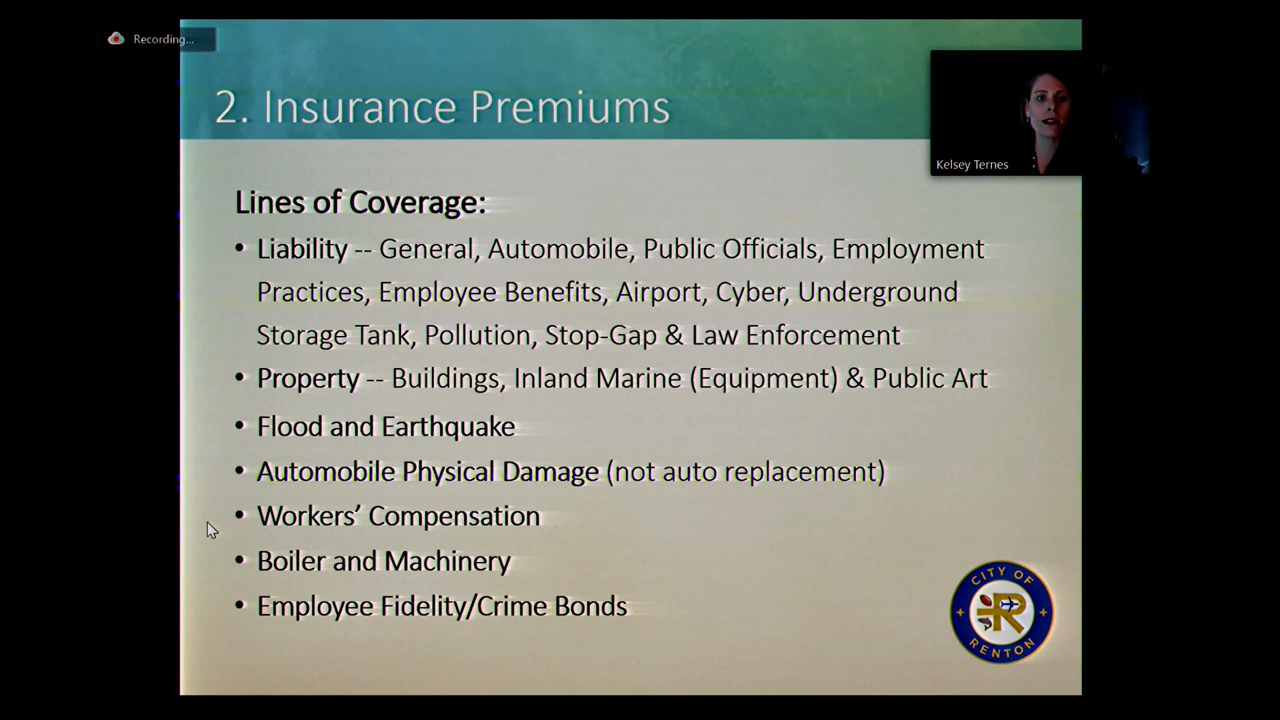 Recording...
2. Insurance Premiums
Kelsey Ternes
Lines of Coverage:
• Liability -- General, Automobile, Public Officials, Employment
Practices, Employee Benefits, Airport, Cyber, Underground
Storage Tank, Pollution, Stop-Gap & Law Enforcement
• Property -- Buildings, Inland Marine (Equipment) & Public Art
• Flood and Earthquake
• Automobile Physical Damage (not auto replacement)
• Workers’ Compensation
• Boiler and Machinery
• Employee Fidelity/Crime Bonds
CITY OF
R
RENTON